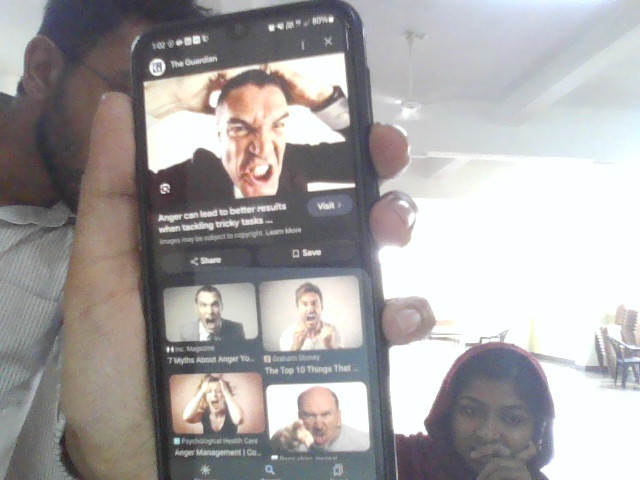 1:02
80%
The Guardian
Anger can lead to better results
when tackling tricky tasks ...
Visit >
Images may be subject to copyright. Learn More
Share
Save
Inc. Magazine
7 Myths About Anger Yo...
Graham Stoney
The Top 10 Things That ...
Psychological Health Care
Anger Management | Co...